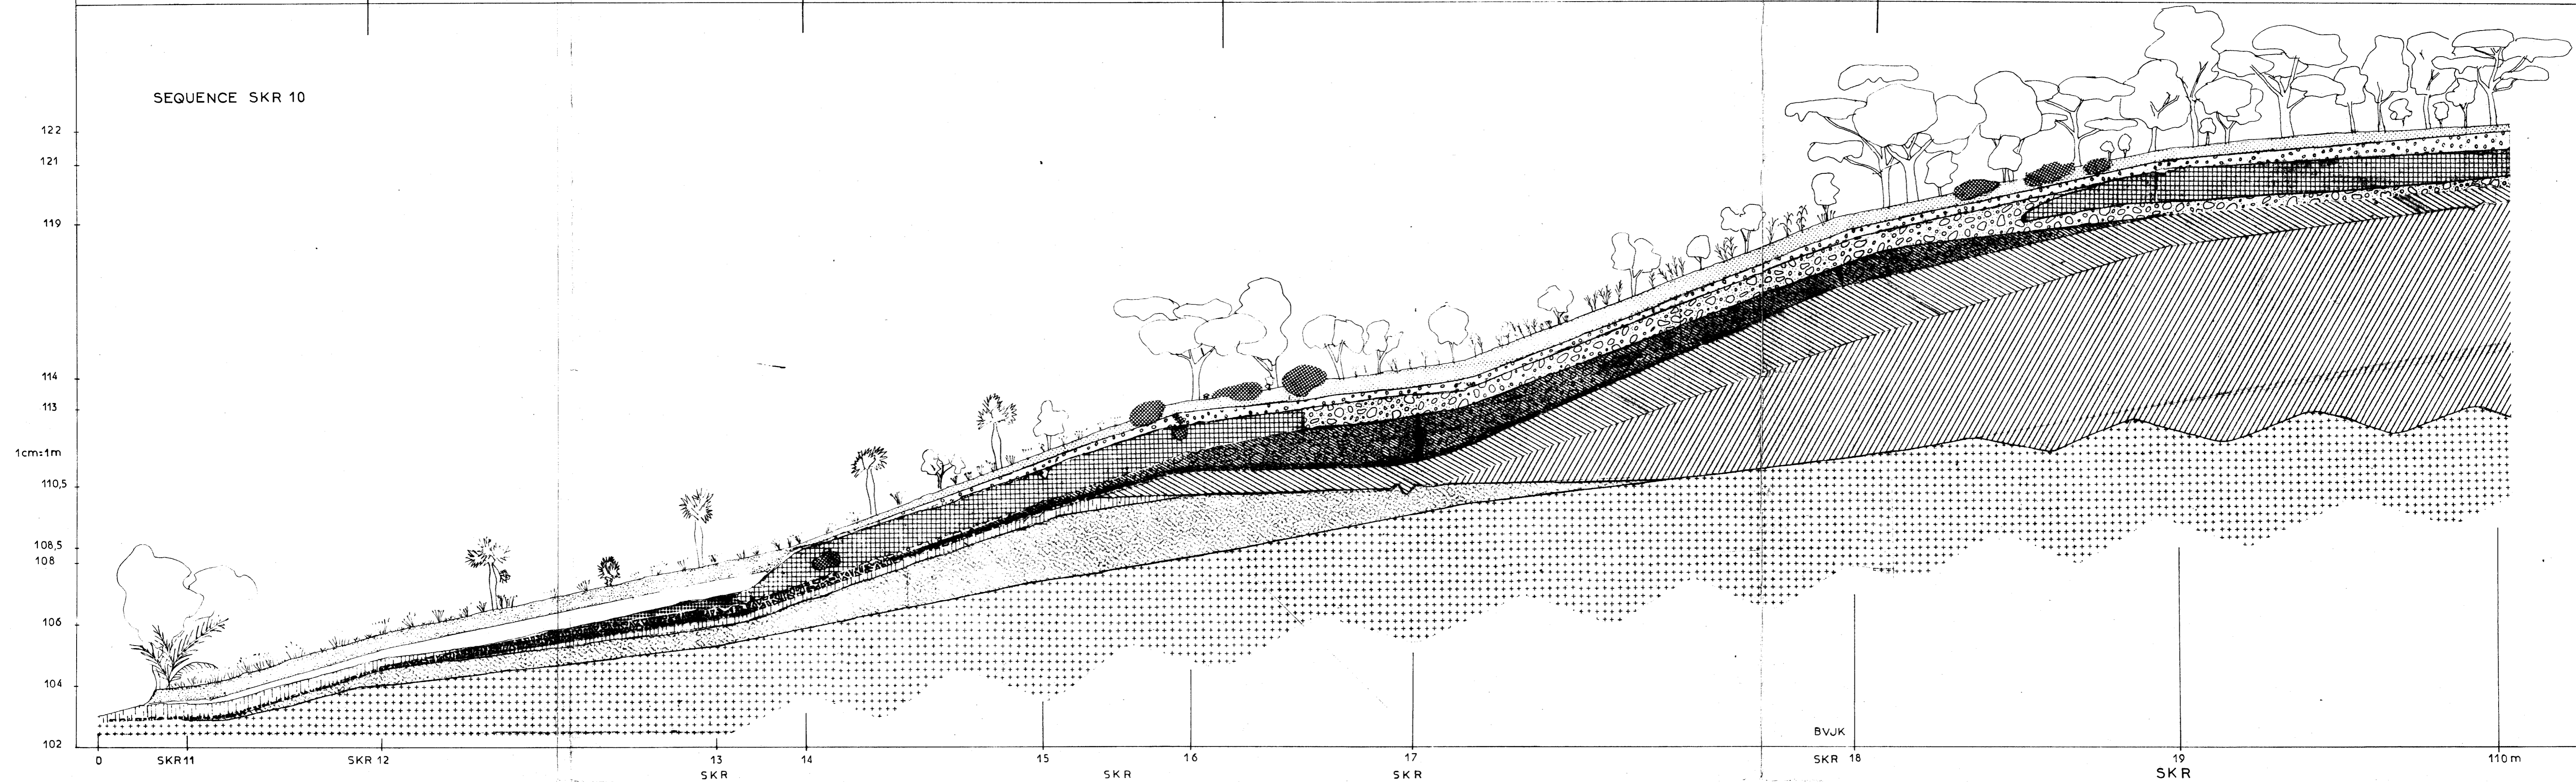 SEQUENCE SKR 10
122
121
119
114
113
1cm=1m
110,5
108,5
108
106
104
102
BVJK
0 SKR11 SKR 12 13 14 15 16 17 SKR 18 19 110 m
SKR SKR SKR SKR